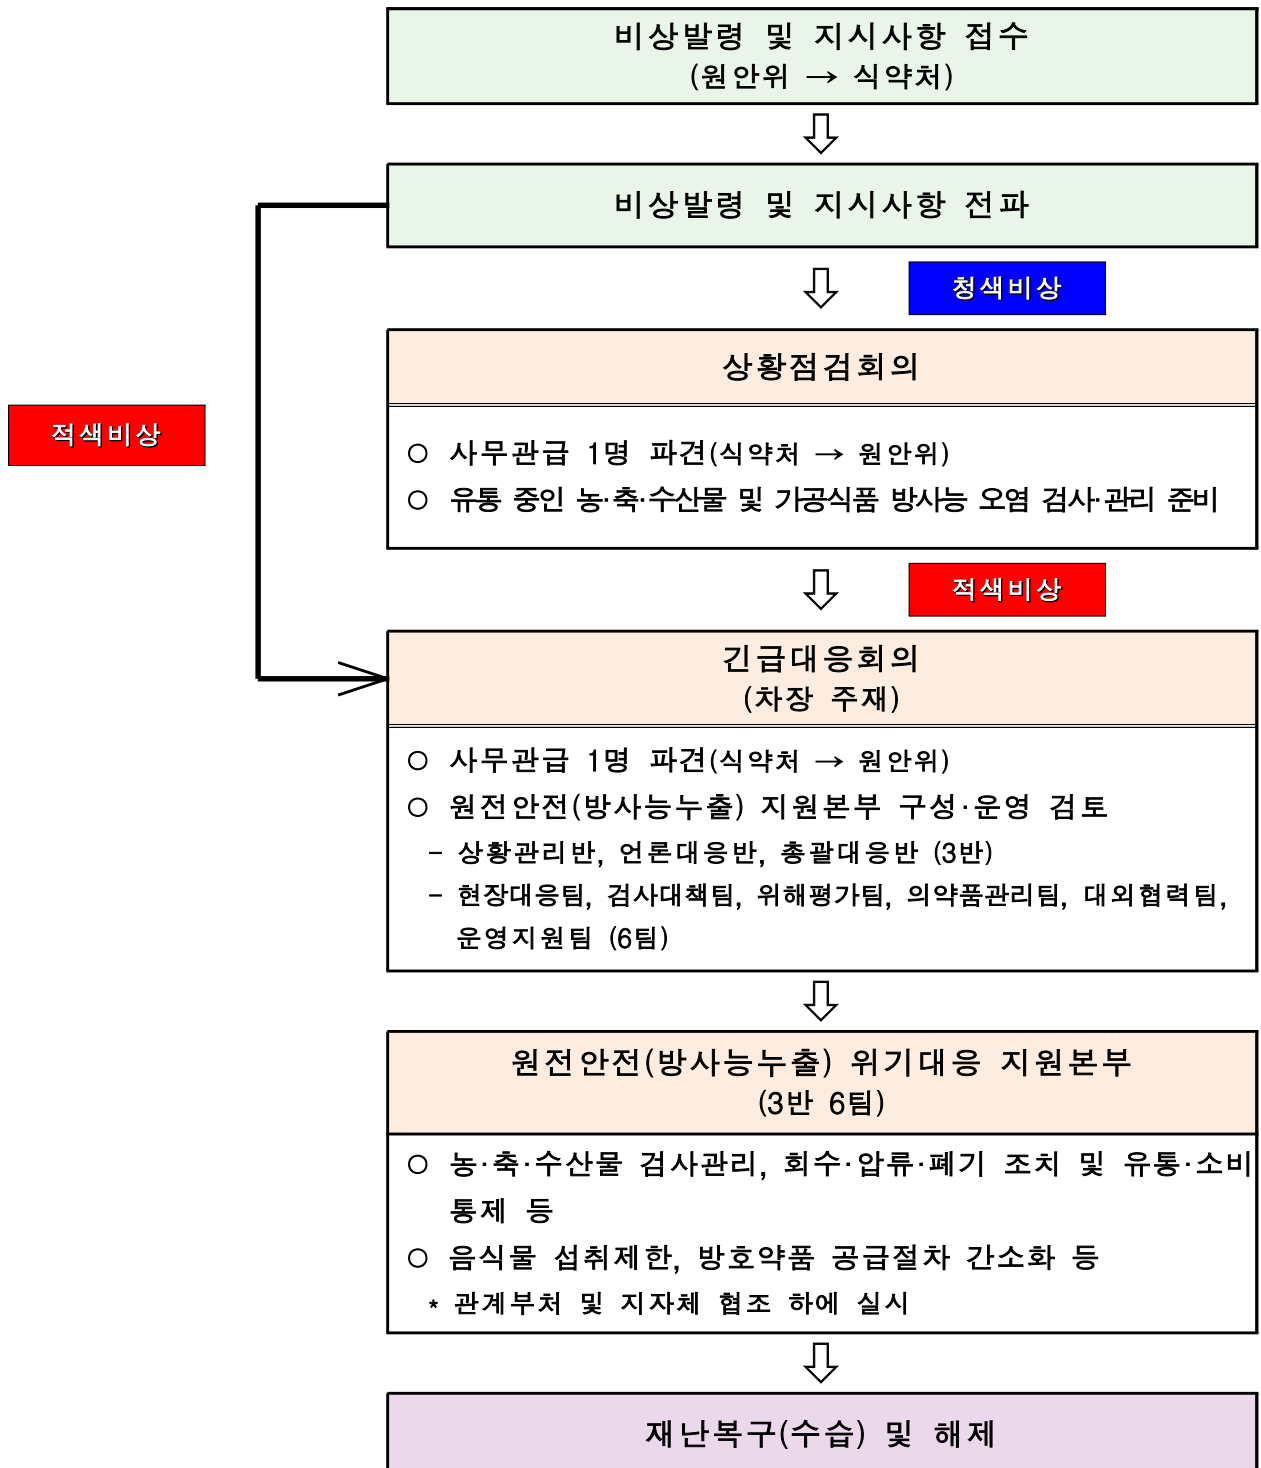 비상발령 및 지시사항 접수
(원안위 → 식약처)
비상발령 및 지시사항 전파
청색비상
상황점검회의
적색비상
○ 사무관급 1명 파견(식약처 → 원안위)
○ 유통 중인 농·축·수산물 및 가공식품 방사능 오염 검사·관리 준비
적색비상
긴급대응회의
(차장 주재)
○ 사무관급 1명 파견(식약처 → 원안위)
○ 원전안전(방사능누출) 지원본부 구성·운영 검토
- 상황관리반, 언론대응반, 총괄대응반 (3반)
- 현장대응팀, 검사대책팀, 위해평가팀, 의약품관리팀, 대외협력팀,
운영지원팀 (6팀)
원전안전(방사능누출) 위기대응 지원본부
(3반 6팀)
○ 농·축·수산물 검사관리, 회수·압류·폐기 조치 및 유통·소비
통제 등
○ 음식물 섭취제한, 방호약품 공급절차 간소화 등
* 관계부처 및 지자체 협조 하에 실시
재난복구(수습) 및 해제